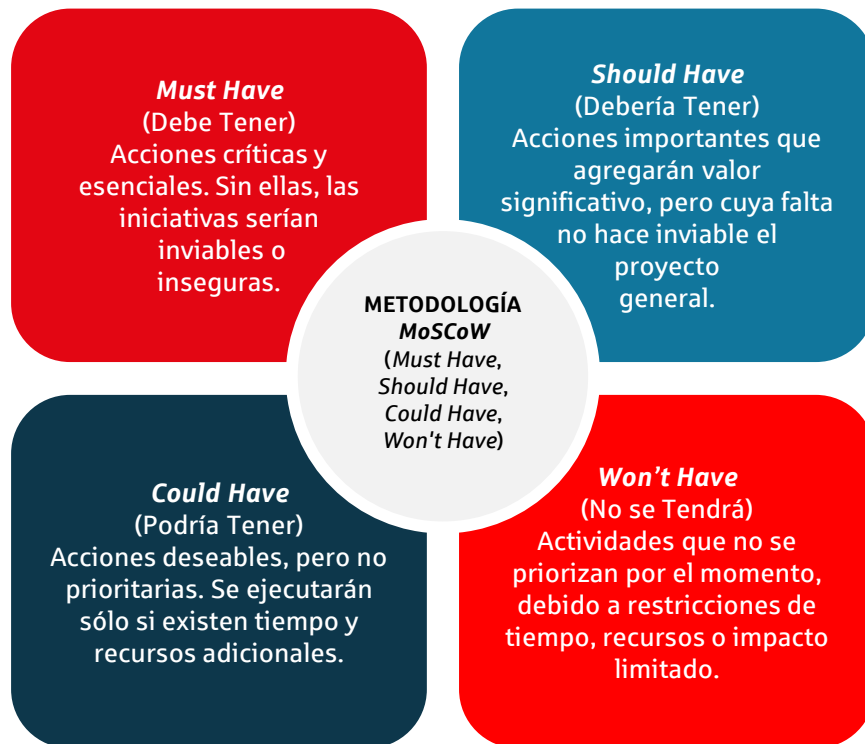 Must Have
(Debe Tener)
Acciones críticas y
esenciales. Sin ellas, las
iniciativas serían
inviables o
inseguras.
Should Have
(Debería Tener)
Acciones importantes que
agregarán valor
significativo, pero cuya falta
no hace inviable el
proyecto
general.
METODOLOGÍA
MoSCoW
(Must Have,
Should Have,
Could Have,
Won't Have)
Could Have
(Podría Tener)
Acciones deseables, pero no
prioritarias. Se ejecutarán
sólo si existen tiempo y
recursos adicionales.
Won’t Have
(No se Tendrá)
Actividades que no se
priorizan por el momento,
debido a restricciones de
tiempo, recursos o impacto
limitado.